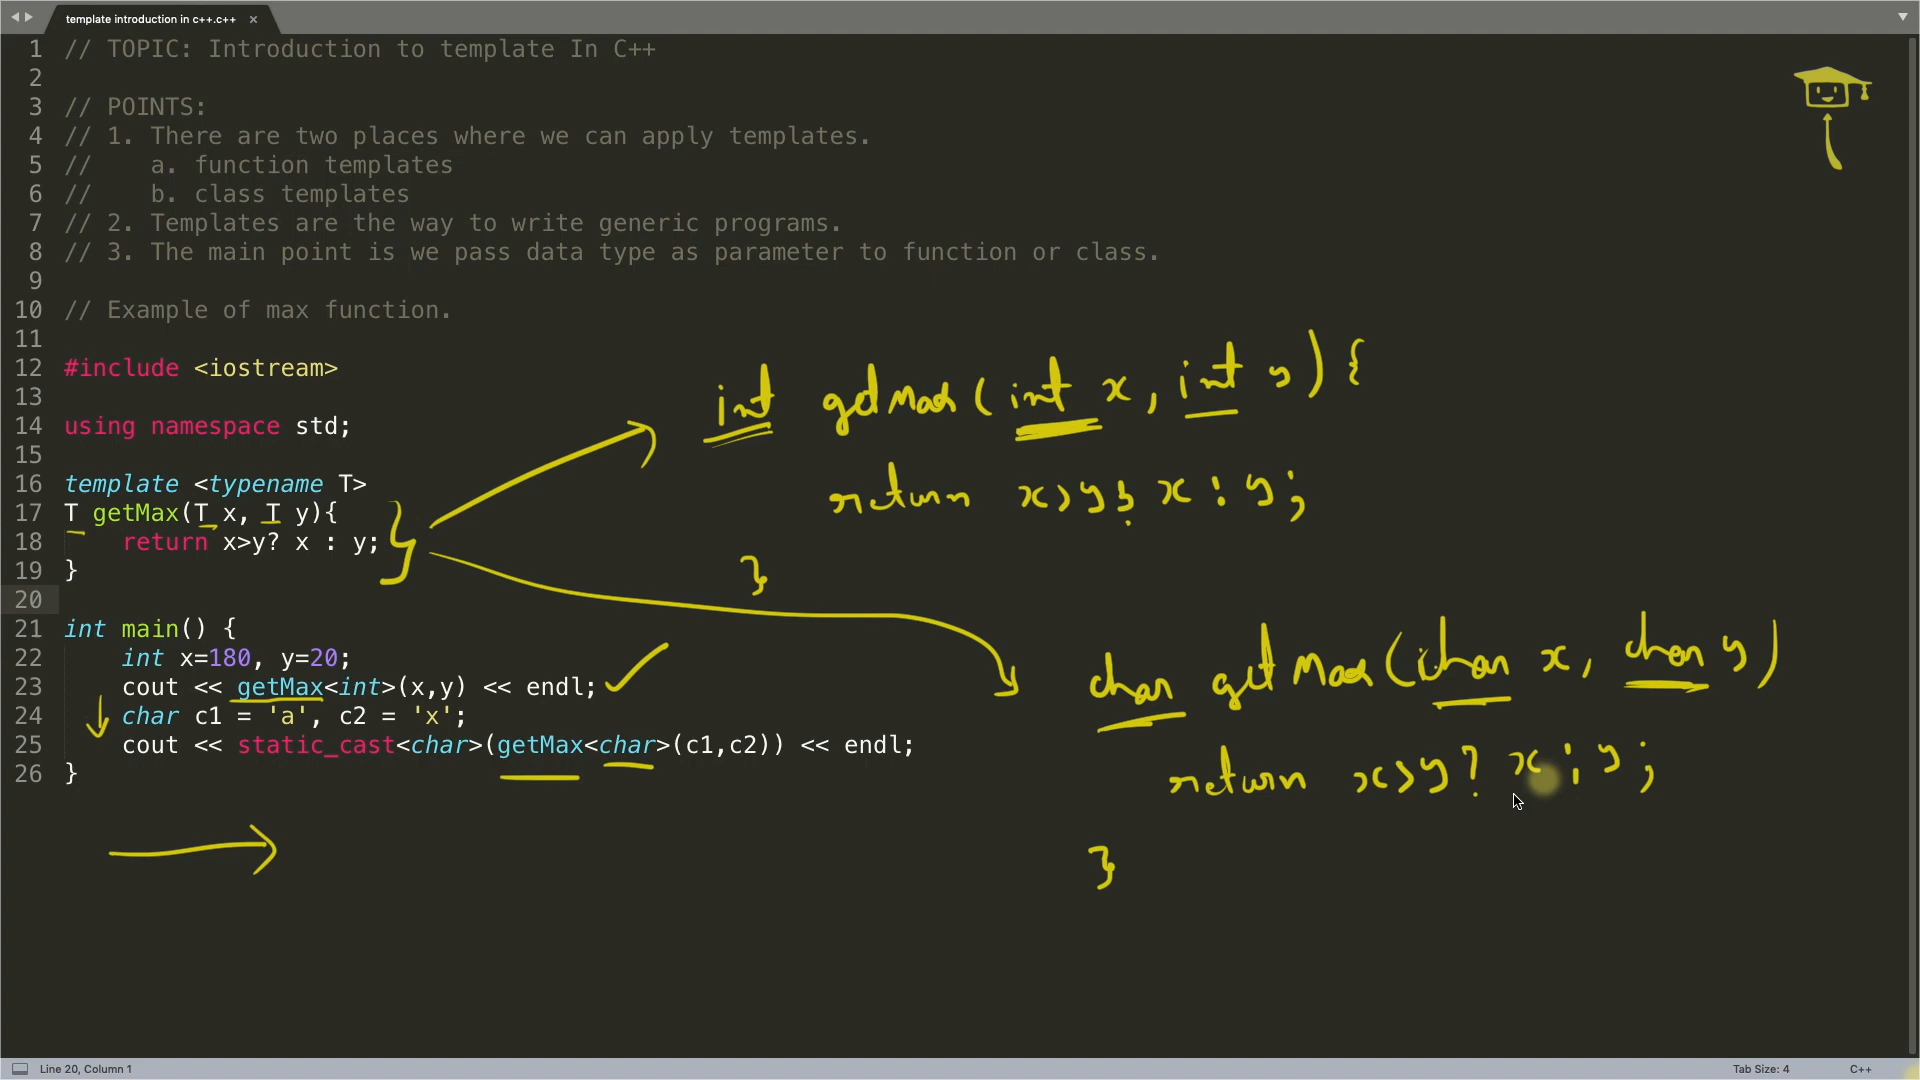 template introduction in c++.c++ ×
1 // TOPIC: Introduction to template In C++
2
3 // POINTS:
4 // 1. There are two places where we can apply templates.
5 //    a. function templates
6 //    b. class templates
7 // 2. Templates are the way to write generic programs.
8 // 3. The main point is we pass data type as parameter to function or class.
9
10 // Example of max function.
11
12 #include <iostream>
13
14 using namespace std;
15
16 template <typename T>
17 T getMax(T x, T y){
18     return x>y? x : y;
19 }
20
21 int main() {
22     int x=180, y=20;
23     cout << getMax<int>(x,y) << endl;
24     char c1 = 'a', c2 = 'x';
25     cout << static_cast<char>(getMax<char>(c1,c2)) << endl;
26 }
int getMax(int x, int y){
return x>y? x : y;
}
char getMax(char x, char y)
return x>y? x : y;
}
Line 20, Column 1
Tab Size: 4
C++